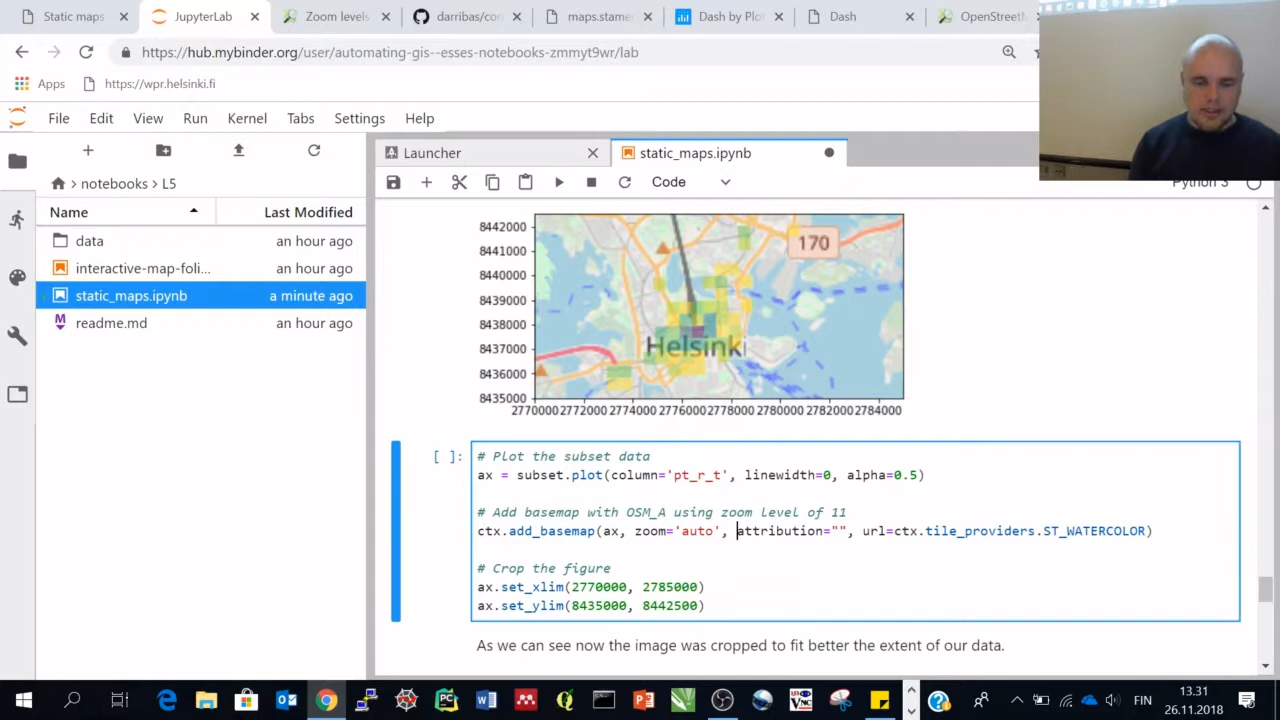 Static maps
JupyterLab
Zoom levels
darribas/con
maps.stamen
Dash by Plot
Dash
OpenStreetM
https://hub.mybinder.org/user/automating-gis--esses-notebooks-zmmyt9wr/lab
Apps
https://wpr.helsinki.fi
File Edit View Run Kernel Tabs Settings Help
Launcher
static_maps.ipynb
notebooks > L5
Code
Python 3
Name
Last Modified
data
an hour ago
interactive-map-foli...
an hour ago
static_maps.ipynb
a minute ago
readme.md
an hour ago
8442000
8441000
8440000
8439000
8438000
8437000
8436000
8435000
170
Helsinki
2770000 2772000 2774000 2776000 2778000 2780000 2782000 2784000
[ ]:
# Plot the subset data
ax = subset.plot(column='pt_r_t', linewidth=0, alpha=0.5)
# Add basemap with OSM_A using zoom level of 11
ctx.add_basemap(ax, zoom='auto', attribution="", url=ctx.tile_providers.ST_WATERCOLOR)
# Crop the figure
ax.set_xlim(2770000, 2785000)
ax.set_ylim(8435000, 8442500)
As we can see now the image was cropped to fit better the extent of our data.
FIN
13.31
26.11.2018